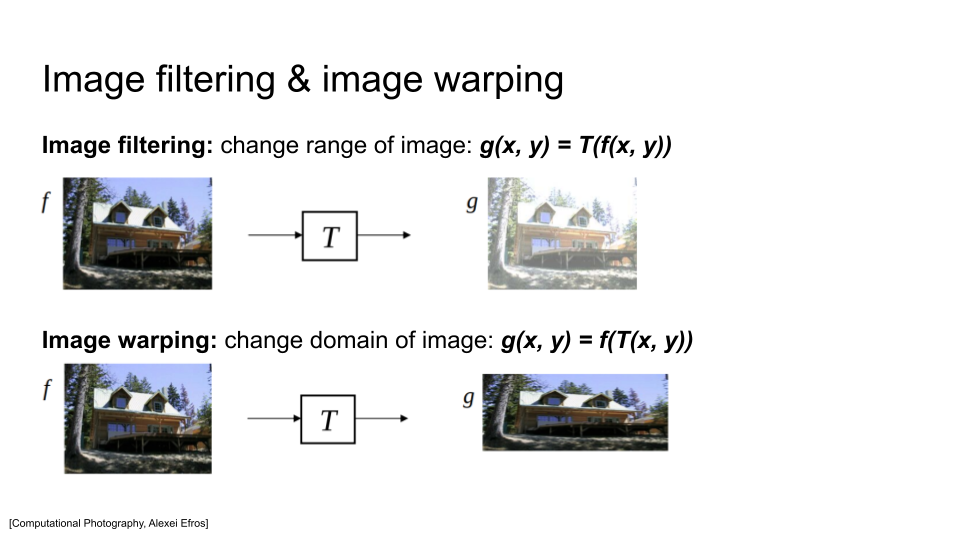 Image filtering & image warping
Image filtering: change range of image: g(x, y) = T(f(x, y))
f
T
g
Image warping: change domain of image: g(x, y) = f(T(x, y))
f
T
g
[Computational Photography, Alexei Efros]